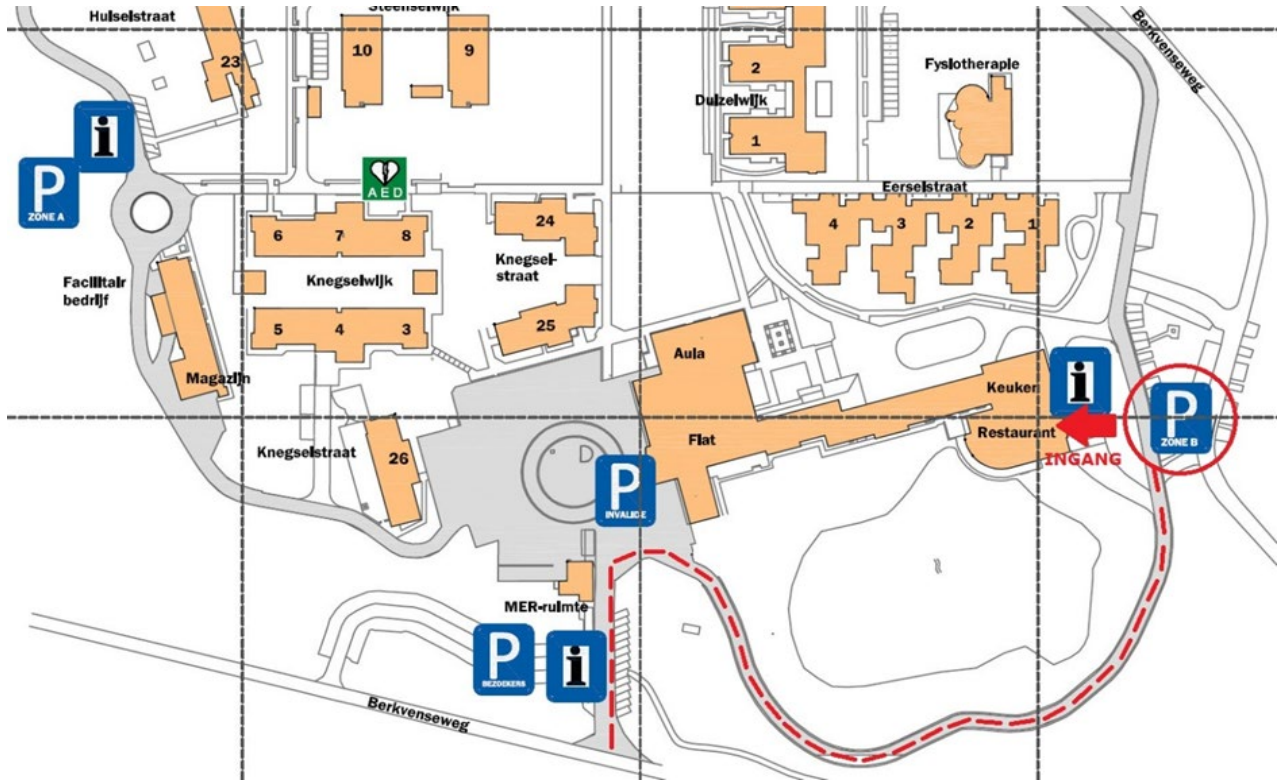 Hulselstraat
Steenselwijk
10
9
23
2
Duizelwijk
1
Fysiotherapie
Berkvenseweg
i
P
ZONE A
AED
Eerselstraat
6
7
8
24
Knegsel-
straat
4
3
2
1
Facilitair
bedrijf
Knegselwijk
5
4
3
25
Aula
Magazijn
Keuken
i
P
ZONE B
Knegselstraat
26
D
Flat
Restaurant
INGANG
P
INVALIDE
MER-ruimte
P
BEZOEKERS
i
Berkvenseweg